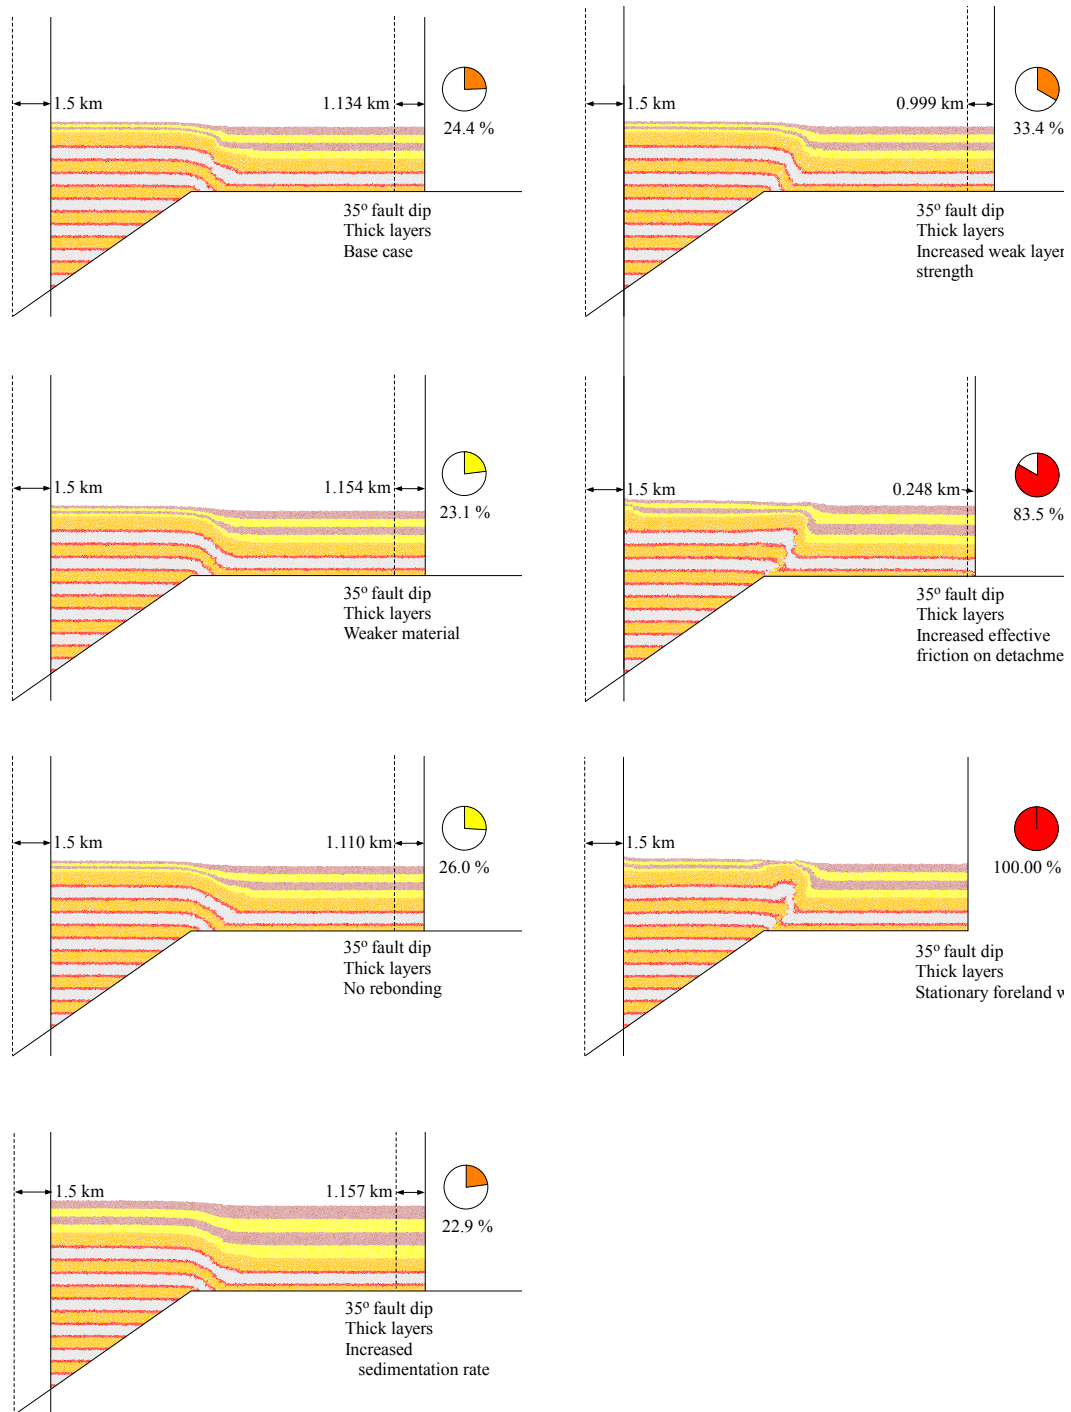 1.5 km
1.134 km
24.4 %
35º fault dip
Thick layers
Base case
1.5 km
0.999 km
33.4 %
35º fault dip
Thick layers
Increased weak layer
strength
1.5 km
1.154 km
23.1 %
35º fault dip
Thick layers
Weaker material
1.5 km
0.248 km
83.5 %
35º fault dip
Thick layers
Increased effective
friction on detachme
1.5 km
1.110 km
26.0 %
35º fault dip
Thick layers
No rebonding
1.5 km
100.00 %
35º fault dip
Thick layers
Stationary foreland w
1.5 km
1.157 km
22.9 %
35º fault dip
Thick layers
Increased
sedimentation rate